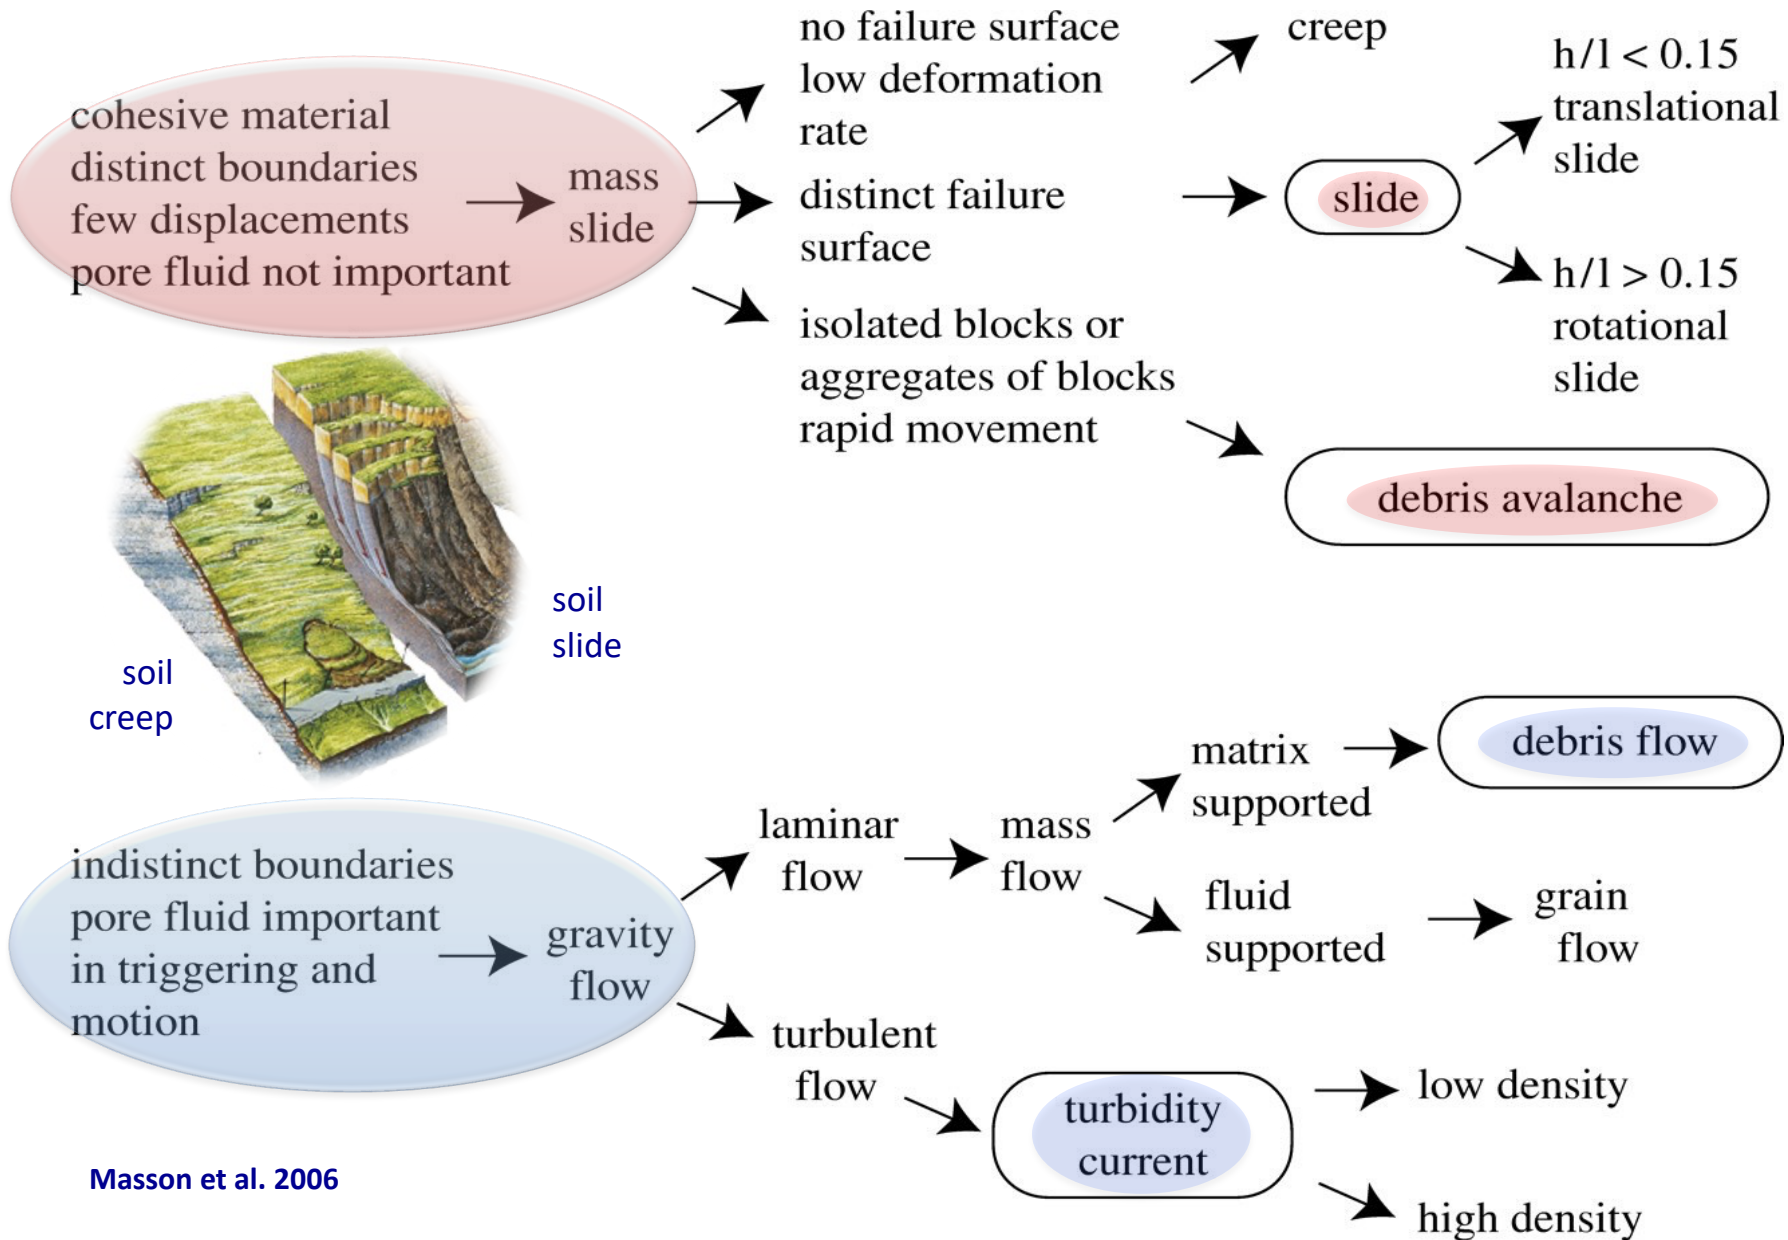 cohesive material
distinct boundaries
few displacements
pore fluid not important
mass
slide
no failure surface
low deformation
rate
creep
distinct failure
surface
slide
h/l < 0.15
translational
slide
h/l > 0.15
rotational
slide
isolated blocks or
aggregates of blocks
rapid movement
debris avalanche
soil
slide
soil
creep
indistinct boundaries
pore fluid important
in triggering and
motion
gravity
flow
laminar
flow
mass
flow
matrix
supported
debris flow
fluid
supported
grain
flow
turbulent
flow
turbidity
current
low density
high density
Masson et al. 2006